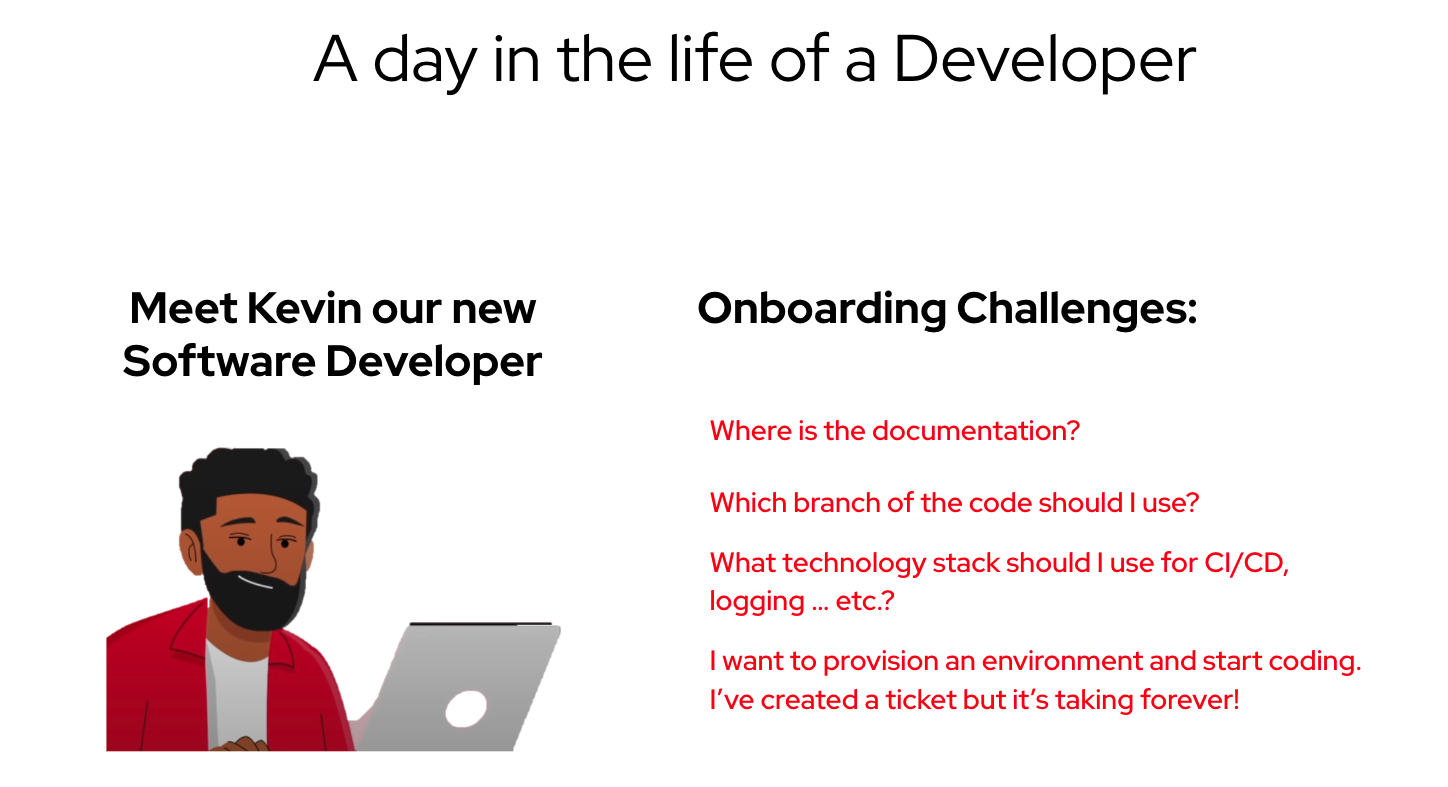 A day in the life of a Developer
Meet Kevin our new
Software Developer
Onboarding Challenges:
Where is the documentation?
Which branch of the code should I use?
What technology stack should I use for CI/CD,
logging ... etc.?
I want to provision an environment and start coding.
I’ve created a ticket but it’s taking forever!